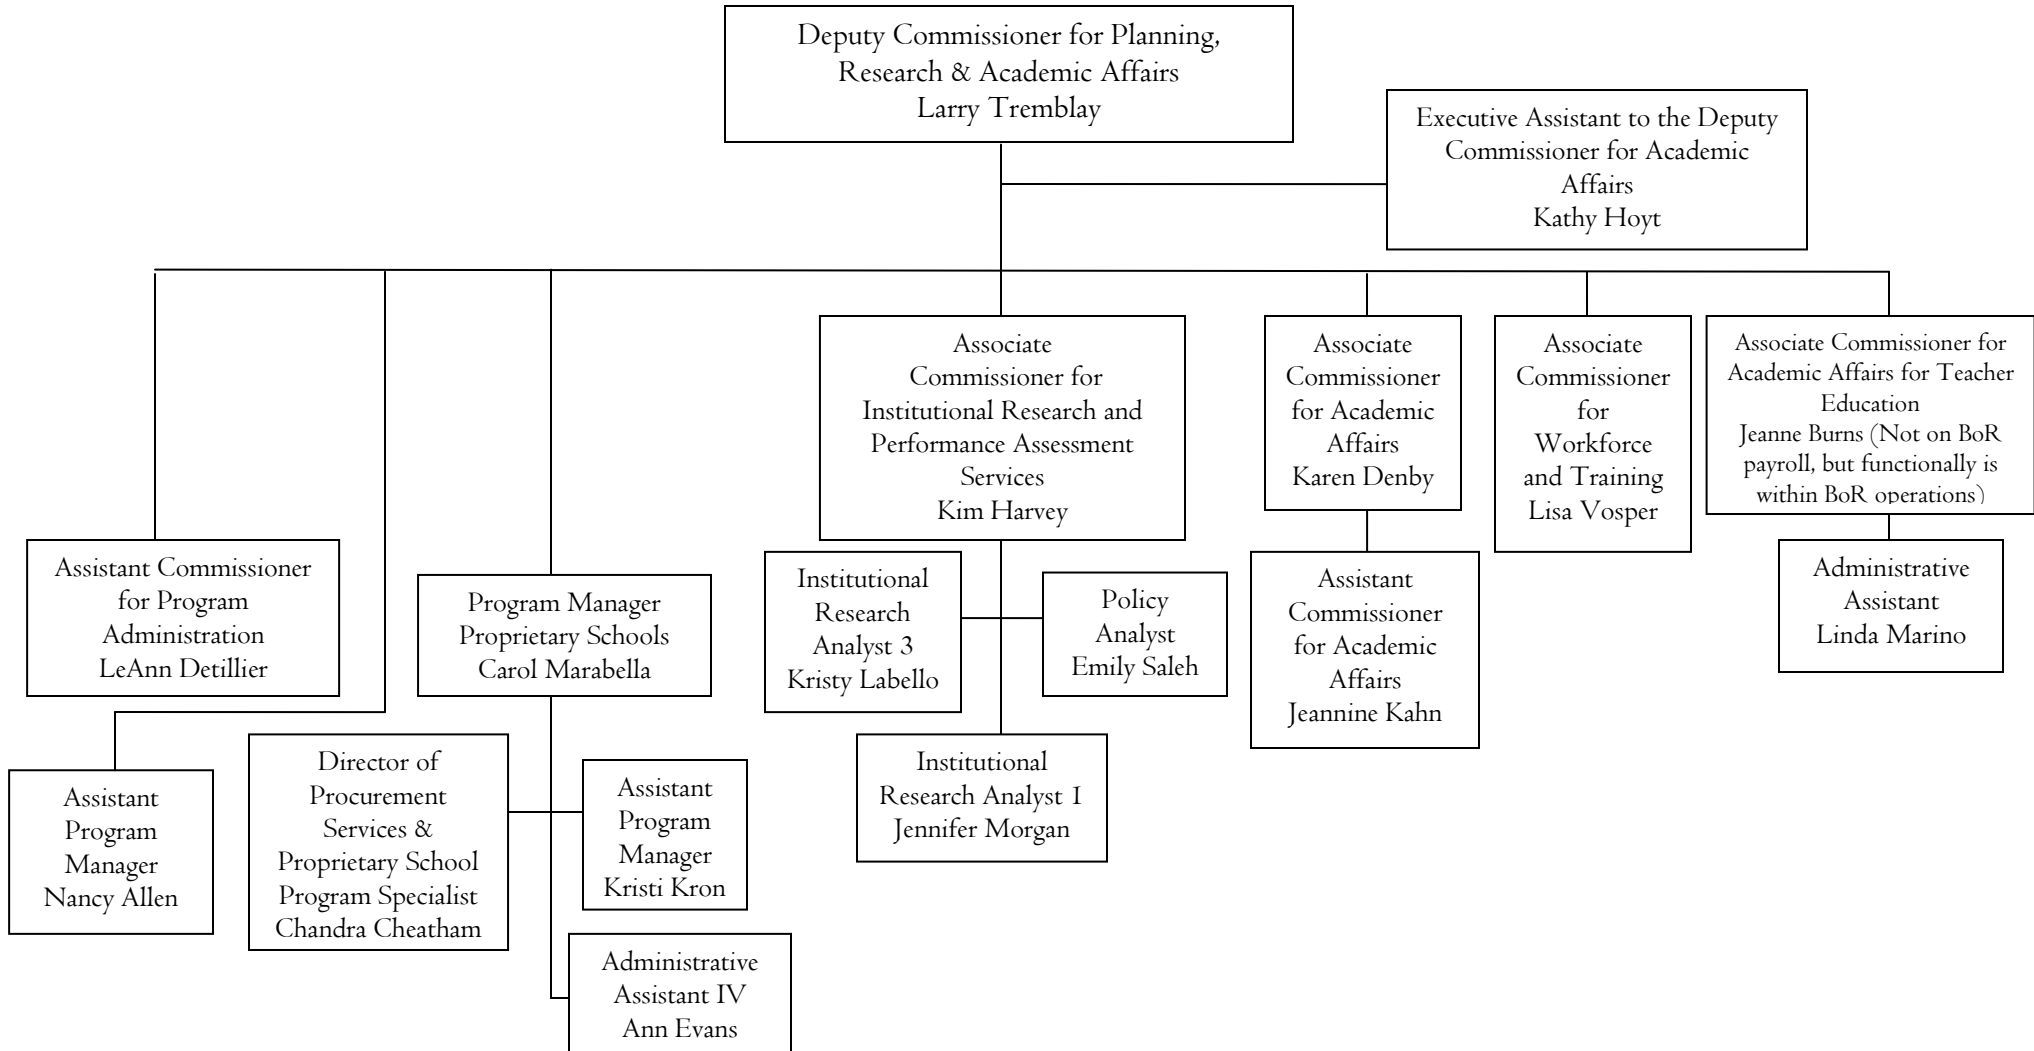 Deputy Commissioner for Planning,
Research & Academic Affairs
Larry Tremblay
Executive Assistant to the Deputy
Commissioner for Academic
Affairs
Kathy Hoyt
Associate
Commissioner for
Institutional Research and
Performance Assessment
Services
Kim Harvey
Associate
Commissioner
for Academic
Affairs
Karen Denby
Associate
Commissioner
for
Workforce
and Training
Lisa Vosper
Associate Commissioner for
Academic Affairs for Teacher
Education
Jeanne Burns (Not on BoR
payroll, but functionally is
within BoR operations)
Assistant Commissioner
for Program
Administration
LeAnn Detillier
Program Manager
Proprietary Schools
Carol Marabella
Institutional
Research
Analyst 3
Kristy Labello
Policy
Analyst
Emily Saleh
Assistant
Commissioner
for Academic
Affairs
Jeannine Kahn
Administrative
Assistant
Linda Marino
Assistant
Program
Manager
Nancy Allen
Director of
Procurement
Services &
Proprietary School
Program Specialist
Chandra Cheatham
Assistant
Program
Manager
Kristi Kron
Institutional
Research Analyst 1
Jennifer Morgan
Administrative
Assistant IV
Ann Evans